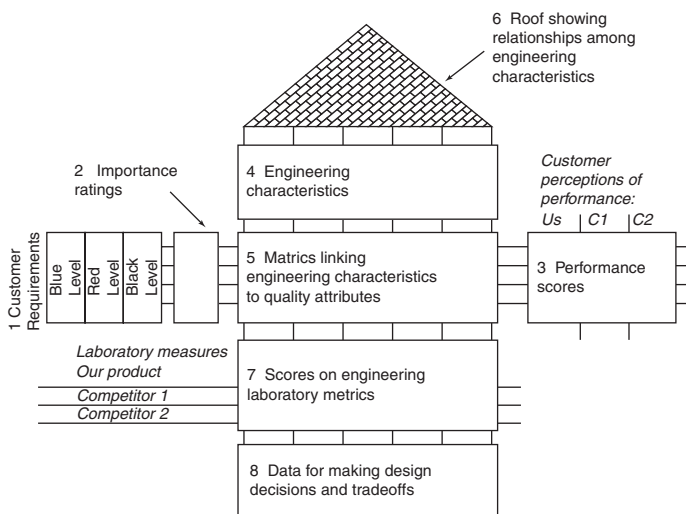 6 Roof showing
relationships among
engineering
characteristics
2 Importance
ratings
4 Engineering
characteristics
Customer
perceptions of
performance:
Us C1 C2
1 Customer
Requirements
Blue
Level
Red
Level
Black
Level
5 Matrics linking
engineering characteristics
to quality attributes
3 Performance
scores
Laboratory measures
Our product
Competitor 1
Competitor 2
7 Scores on engineering
laboratory metrics
8 Data for making design
decisions and tradeoffs